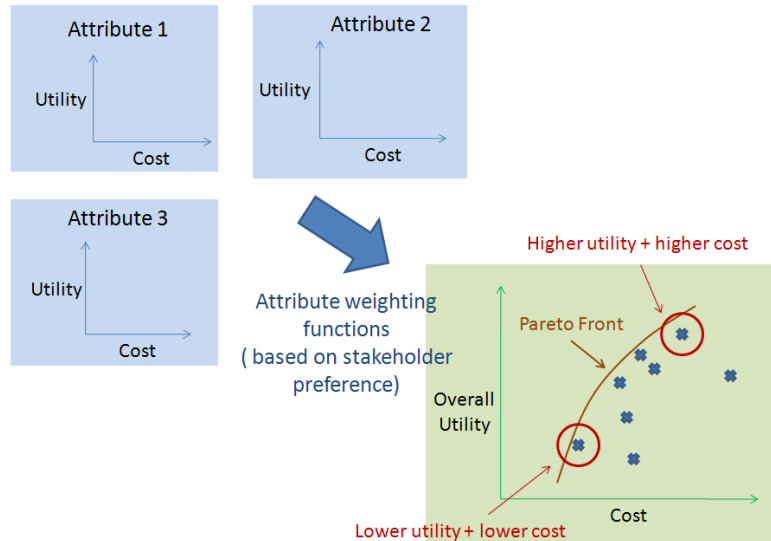 Attribute 1
Utility
Cost
Attribute 2
Utility
Cost
Attribute 3
Utility
Cost
Attribute weighting
functions
( based on stakeholder
preference)
Higher utility + higher cost
Pareto Front
Overall
Utility
Cost
Lower utility + lower cost